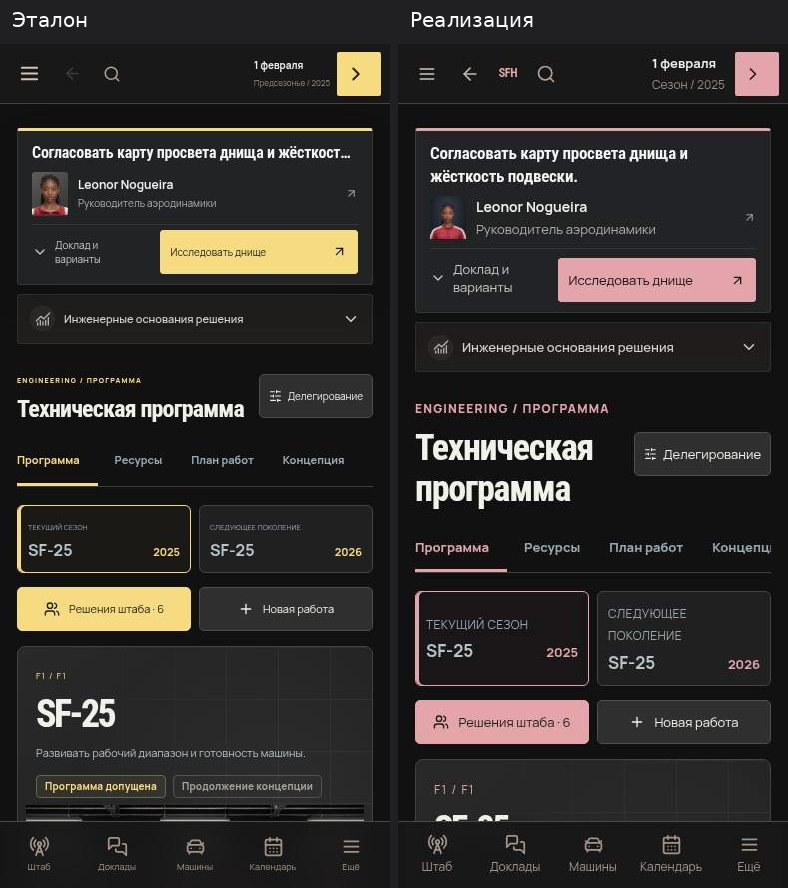 Эталон
1 февраля
Предсезонье / 2025
Согласовать карту просвета днища и жёсткост...
Leonor Nogueira
Руководитель аэродинамики
Доклад и
варианты
Исследовать днище
Инженерные основания решения
ENGINEERING / ПРОГРАММА
Техническая программа
Делегирование
Программа
Ресурсы
План работ
Концепция
ТЕКУЩИЙ СЕЗОН
SF-25
2025
СЛЕДУЮЩЕЕ ПОКОЛЕНИЕ
SF-25
2026
Решения штаба · 6
Новая работа
F1 / F1
SF-25
Развивать рабочий диапазон и готовность машины.
Программа допущена
Продолжение концепции
Штаб
Доклады
Машины
Календарь
Ещё
Реализация
SFH
1 февраля
Сезон / 2025
Согласовать карту просвета днища и
жёсткость подвески.
Leonor Nogueira
Руководитель аэродинамики
Доклад и
варианты
Исследовать днище
Инженерные основания решения
ENGINEERING / ПРОГРАММА
Техническая
программа
Делегирование
Программа
Ресурсы
План работ
Концепц
ТЕКУЩИЙ СЕЗОН
SF-25
2025
СЛЕДУЮЩЕЕ
ПОКОЛЕНИЕ
SF-25
2026
Решения штаба · 6
Новая работа
F1 / F1
SF-25
Штаб
Доклады
Машины
Календарь
Ещё